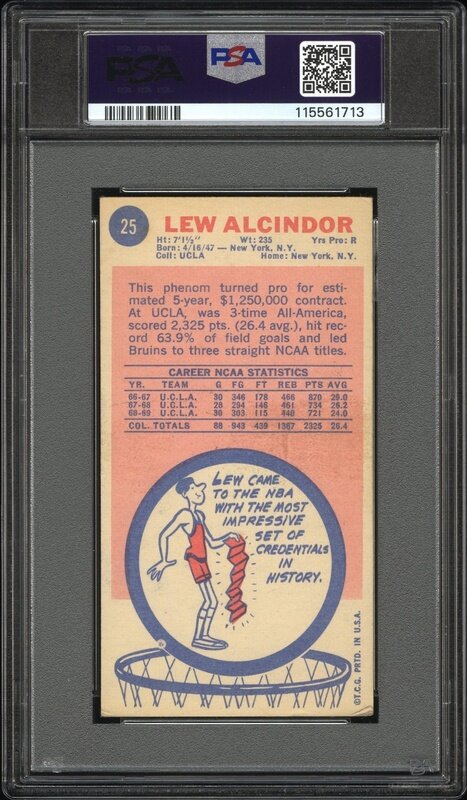 PSA
PSA
115561713
25
LEW ALCINDOR
Ht: 7'1½" Wt: 235 Yrs Pro: R
Born: 4/16/47 — New York, N.Y.
Coll: UCLA Home: New York, N.Y.
This phenom turned pro for esti-
mated 5-year, $1,250,000 contract.
At UCLA, was 3-time All-America,
scored 2,325 pts. (26.4 avg.), hit rec-
ord 63.9% of field goals and led
Bruins to three straight NCAA titles.
CAREER NCAA STATISTICS
YR. TEAM G FG FT REB PTS AVG
66-67 U.C.L.A. 30 346 178 466 870 29.0
67-68 U.C.L.A. 28 294 146 461 734 26.2
68-69 U.C.L.A. 30 303 115 440 721 24.0
COL. TOTALS 88 943 439 1367 2325 26.4
LEW CAME
TO THE NBA
WITH THE MOST
IMPRESSIVE
SET OF
CREDENTIALS
IN
HISTORY.
©T.C.G. PRTD. IN U.S.A.